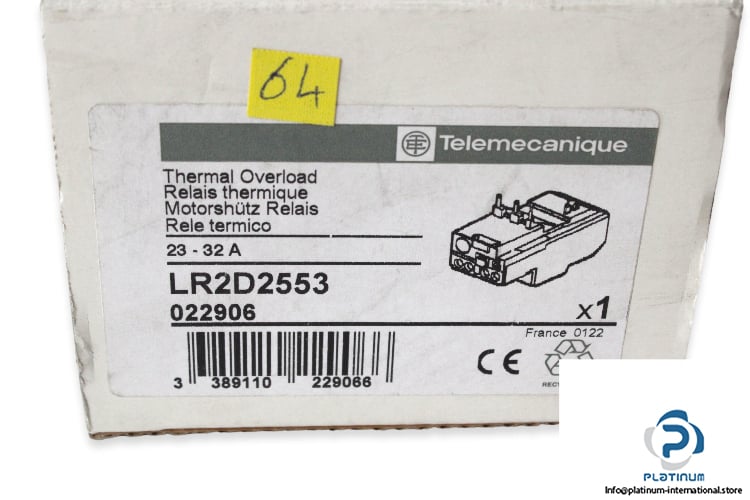 64
Telemecanique
Thermal Overload
Relais thermique
Motorshütz Relais
Rele termico
23 - 32 A
LR2D2553
022906
x1
France 0122
CE
3 389110 229066
PLATINUM
Info@platinum-international.store